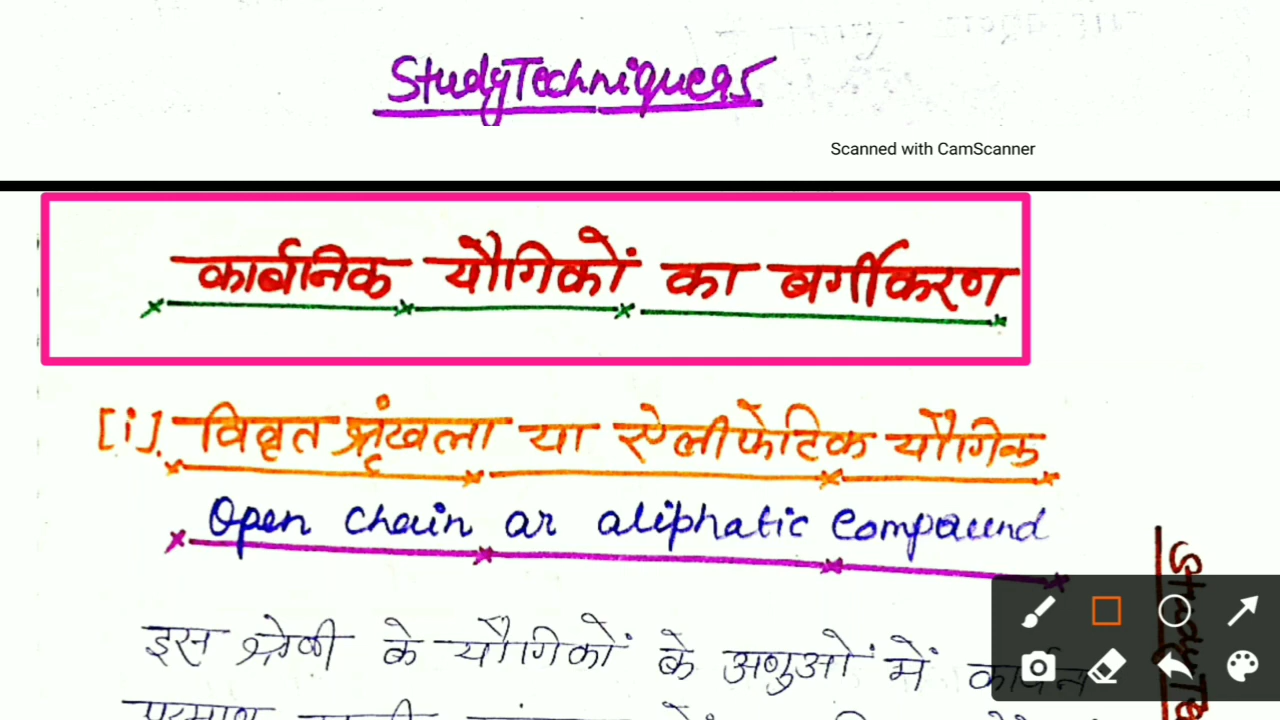 StudyTechniques
Scanned with CamScanner
कार्बानिक यौगिकों का बर्गीकरण
[i]. विवृत श्रृंखला या ऐलीफेटिक यौगिक
Open chain or aliphatic compound
इस श्रेणी के यौगिकों के अणुओं में कार्बन